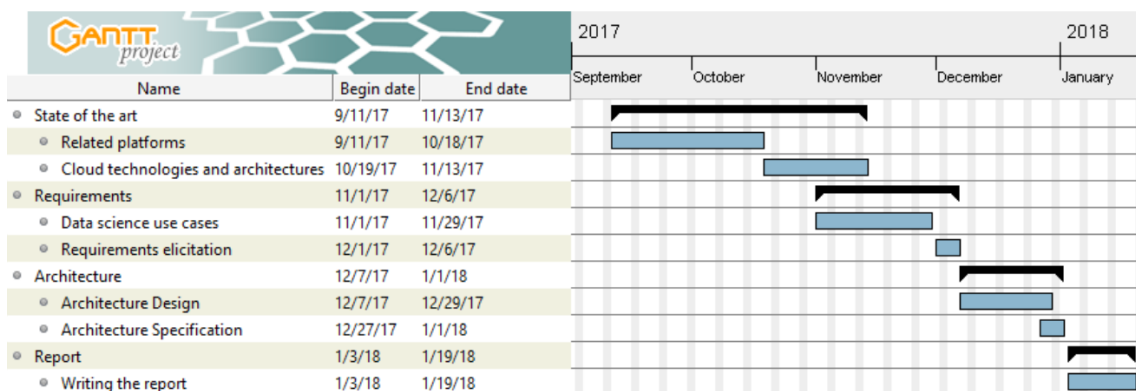 GANTT
project
2017 2018
September October November December January
Name Begin date End date
State of the art 9/11/17 11/13/17
Related platforms 9/11/17 10/18/17
Cloud technologies and architectures 10/19/17 11/13/17
Requirements 11/1/17 12/6/17
Data science use cases 11/1/17 11/29/17
Requirements elicitation 12/1/17 12/6/17
Architecture 12/7/17 1/1/18
Architecture Design 12/7/17 12/29/17
Architecture Specification 12/27/17 1/1/18
Report 1/3/18 1/19/18
Writing the report 1/3/18 1/19/18